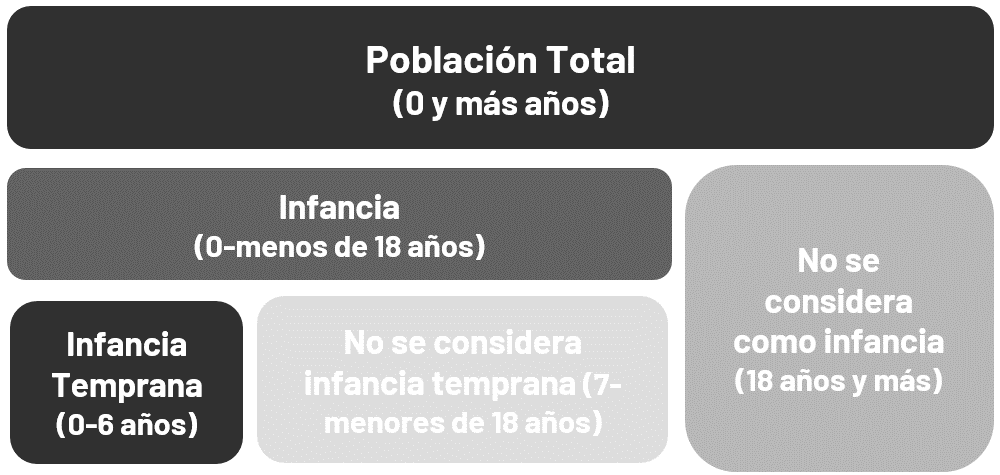 Población Total
(0 y más años)
Infancia
(0-menos de 18 años)
No se
considera
como infancia
(18 años y más)
Infancia
Temprana
(0-6 años)
No se considera
infancia temprana (7-
menores de 18 años)